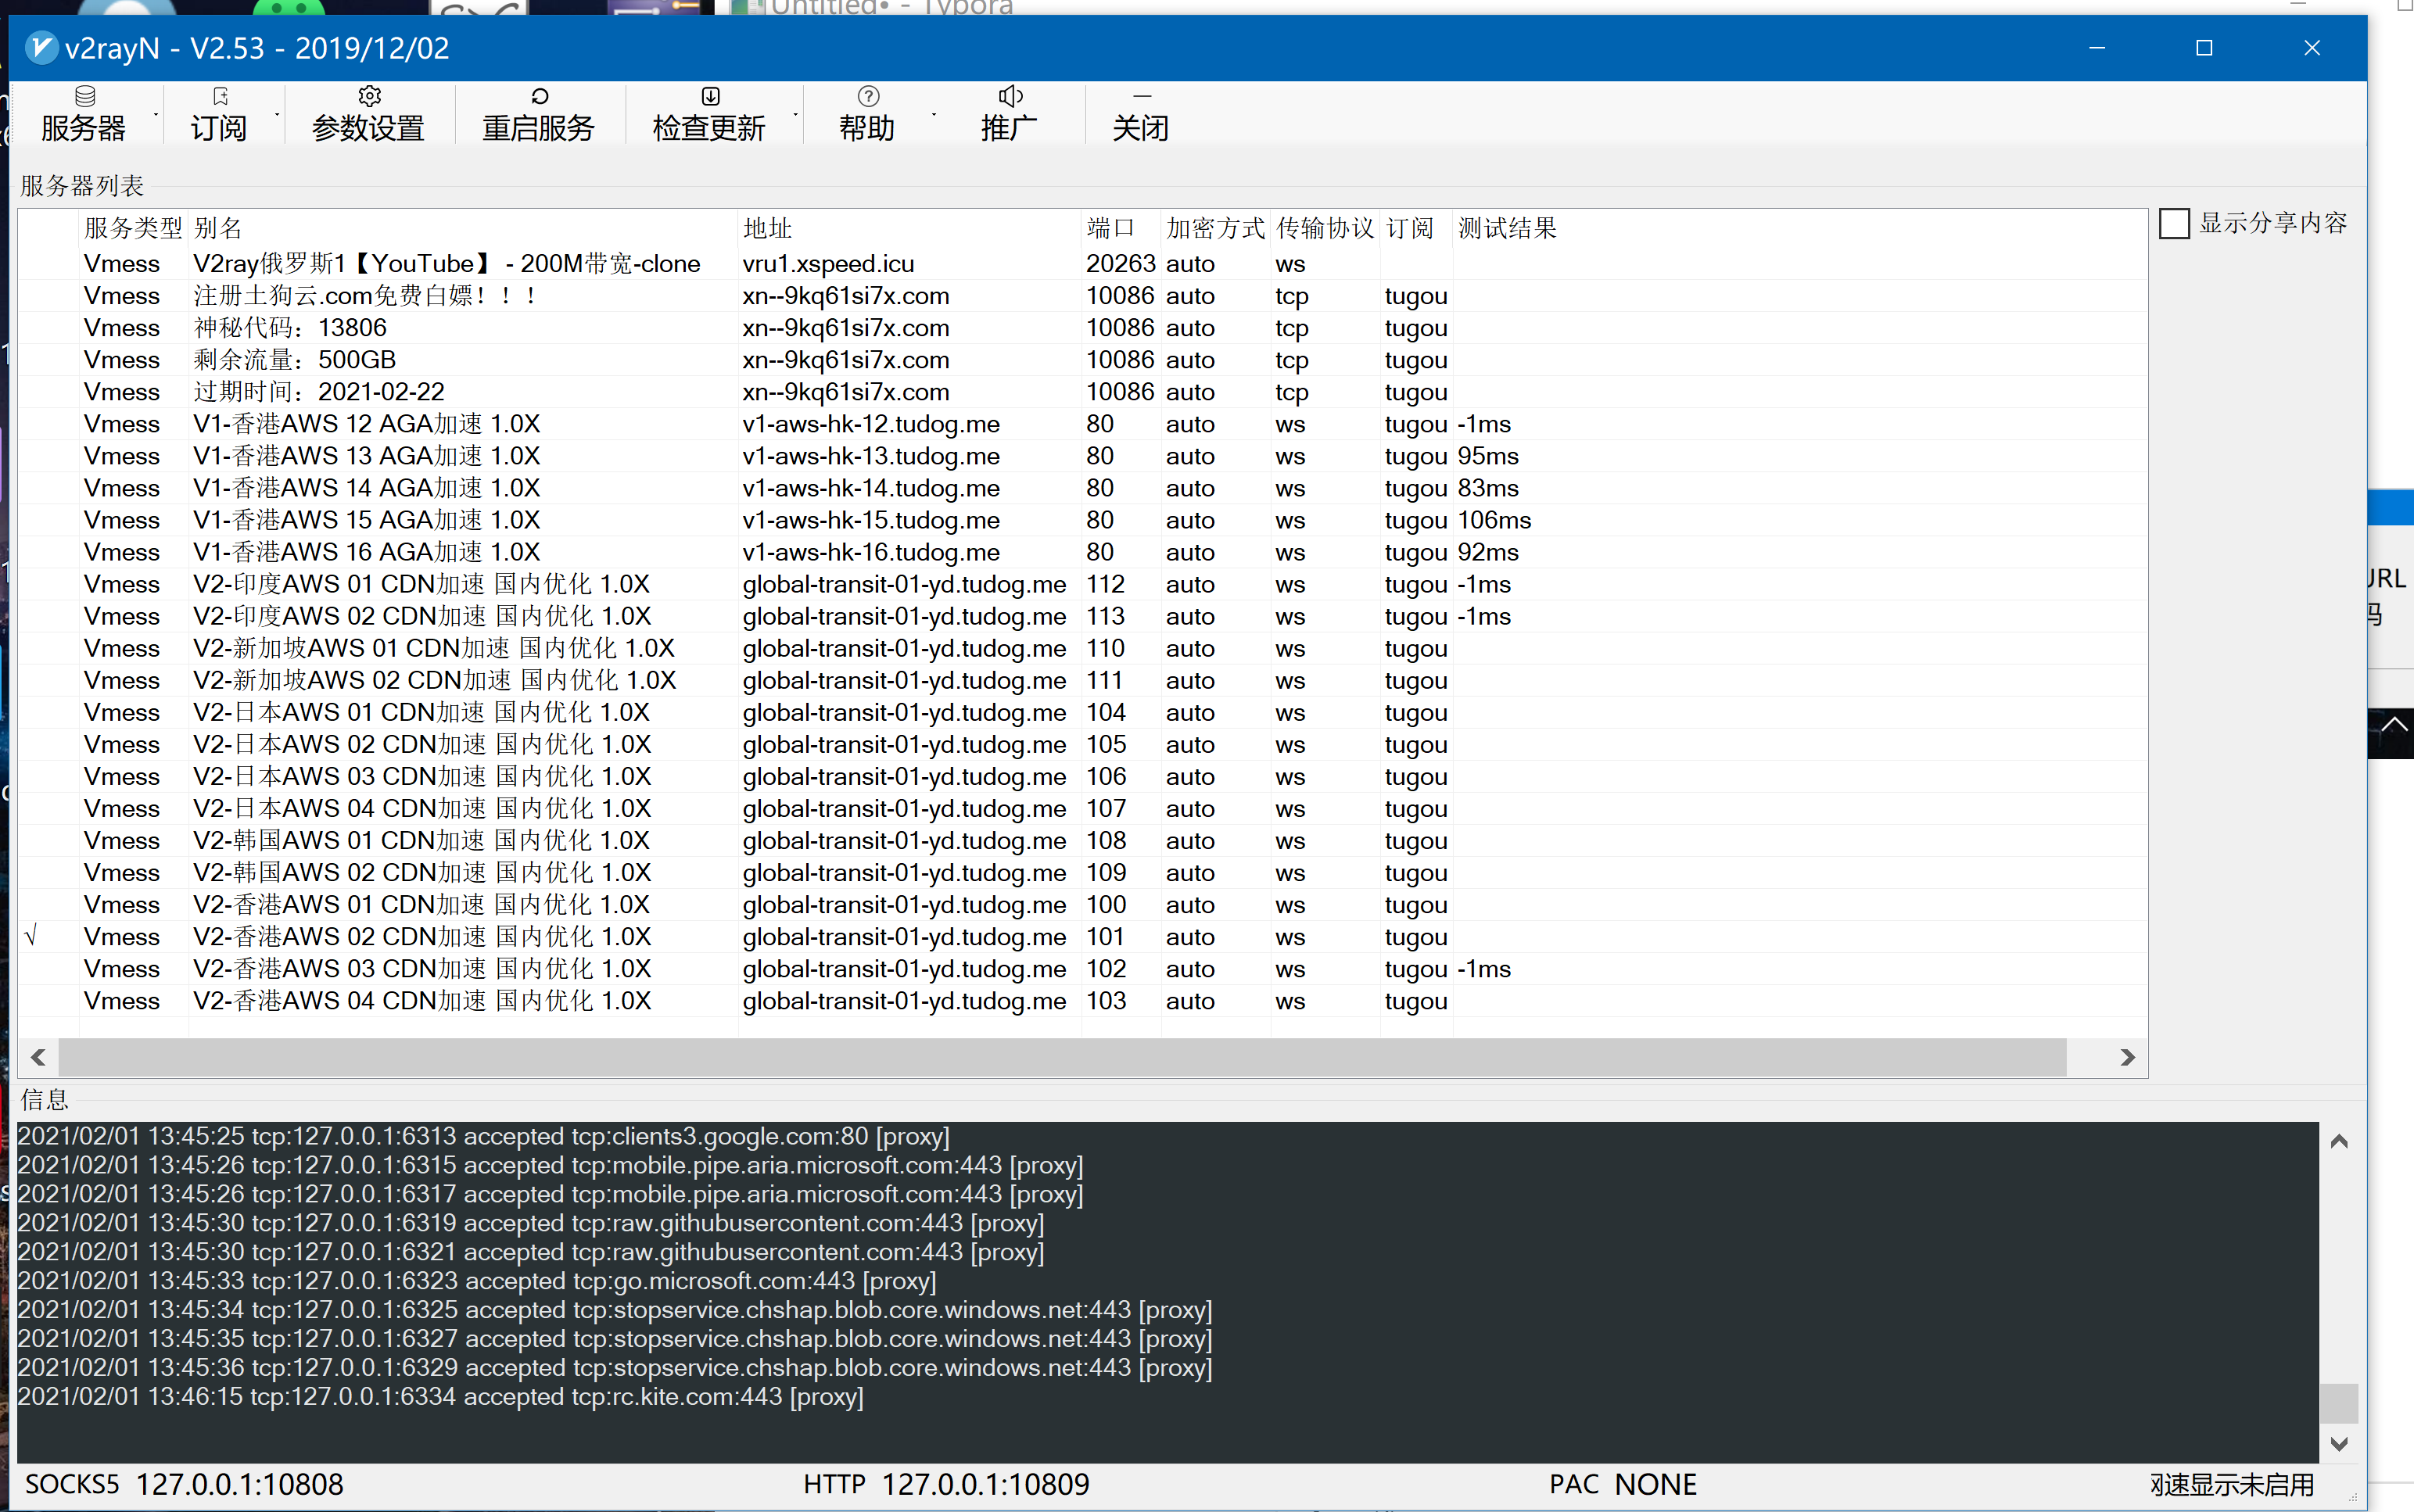 Untitled• - Typora
v2rayN - V2.53 - 2019/12/02
服务器 订阅 参数设置 重启服务 检查更新 帮助 推广 关闭
服务器列表
服务类型 别名 地址 端口 加密方式 传输协议 订阅 测试结果
显示分享内容
Vmess V2ray俄罗斯1【YouTube】 - 200M带宽-clone vru1.xspeed.icu 20263 auto ws
Vmess 注册土狗云.com免费白嫖！！！ xn--9kq61si7x.com 10086 auto tcp tugou
Vmess 神秘代码：13806 xn--9kq61si7x.com 10086 auto tcp tugou
Vmess 剩余流量：500GB xn--9kq61si7x.com 10086 auto tcp tugou
Vmess 过期时间：2021-02-22 xn--9kq61si7x.com 10086 auto tcp tugou
Vmess V1-香港AWS 12 AGA加速 1.0X v1-aws-hk-12.tudog.me 80 auto ws tugou -1ms
Vmess V1-香港AWS 13 AGA加速 1.0X v1-aws-hk-13.tudog.me 80 auto ws tugou 95ms
Vmess V1-香港AWS 14 AGA加速 1.0X v1-aws-hk-14.tudog.me 80 auto ws tugou 83ms
Vmess V1-香港AWS 15 AGA加速 1.0X v1-aws-hk-15.tudog.me 80 auto ws tugou 106ms
Vmess V1-香港AWS 16 AGA加速 1.0X v1-aws-hk-16.tudog.me 80 auto ws tugou 92ms
Vmess V2-印度AWS 01 CDN加速 国内优化 1.0X global-transit-01-yd.tudog.me 112 auto ws tugou -1ms
Vmess V2-印度AWS 02 CDN加速 国内优化 1.0X global-transit-01-yd.tudog.me 113 auto ws tugou -1ms
Vmess V2-新加坡AWS 01 CDN加速 国内优化 1.0X global-transit-01-yd.tudog.me 110 auto ws tugou
Vmess V2-新加坡AWS 02 CDN加速 国内优化 1.0X global-transit-01-yd.tudog.me 111 auto ws tugou
Vmess V2-日本AWS 01 CDN加速 国内优化 1.0X global-transit-01-yd.tudog.me 104 auto ws tugou
Vmess V2-日本AWS 02 CDN加速 国内优化 1.0X global-transit-01-yd.tudog.me 105 auto ws tugou
Vmess V2-日本AWS 03 CDN加速 国内优化 1.0X global-transit-01-yd.tudog.me 106 auto ws tugou
Vmess V2-日本AWS 04 CDN加速 国内优化 1.0X global-transit-01-yd.tudog.me 107 auto ws tugou
Vmess V2-韩国AWS 01 CDN加速 国内优化 1.0X global-transit-01-yd.tudog.me 108 auto ws tugou
Vmess V2-韩国AWS 02 CDN加速 国内优化 1.0X global-transit-01-yd.tudog.me 109 auto ws tugou
Vmess V2-香港AWS 01 CDN加速 国内优化 1.0X global-transit-01-yd.tudog.me 100 auto ws tugou
√ Vmess V2-香港AWS 02 CDN加速 国内优化 1.0X global-transit-01-yd.tudog.me 101 auto ws tugou
Vmess V2-香港AWS 03 CDN加速 国内优化 1.0X global-transit-01-yd.tudog.me 102 auto ws tugou -1ms
Vmess V2-香港AWS 04 CDN加速 国内优化 1.0X global-transit-01-yd.tudog.me 103 auto ws tugou
信息
2021/02/01 13:45:25 tcp:127.0.0.1:6313 accepted tcp:clients3.google.com:80 [proxy]
2021/02/01 13:45:26 tcp:127.0.0.1:6315 accepted tcp:mobile.pipe.aria.microsoft.com:443 [proxy]
2021/02/01 13:45:26 tcp:127.0.0.1:6317 accepted tcp:mobile.pipe.aria.microsoft.com:443 [proxy]
2021/02/01 13:45:30 tcp:127.0.0.1:6319 accepted tcp:raw.githubusercontent.com:443 [proxy]
2021/02/01 13:45:30 tcp:127.0.0.1:6321 accepted tcp:raw.githubusercontent.com:443 [proxy]
2021/02/01 13:45:33 tcp:127.0.0.1:6323 accepted tcp:go.microsoft.com:443 [proxy]
2021/02/01 13:45:34 tcp:127.0.0.1:6325 accepted tcp:stopservice.chshap.blob.core.windows.net:443 [proxy]
2021/02/01 13:45:35 tcp:127.0.0.1:6327 accepted tcp:stopservice.chshap.blob.core.windows.net:443 [proxy]
2021/02/01 13:45:36 tcp:127.0.0.1:6329 accepted tcp:stopservice.chshap.blob.core.windows.net:443 [proxy]
2021/02/01 13:46:15 tcp:127.0.0.1:6334 accepted tcp:rc.kite.com:443 [proxy]
SOCKS5 127.0.0.1:10808 HTTP 127.0.0.1:10809 PAC NONE 网速显示未启用